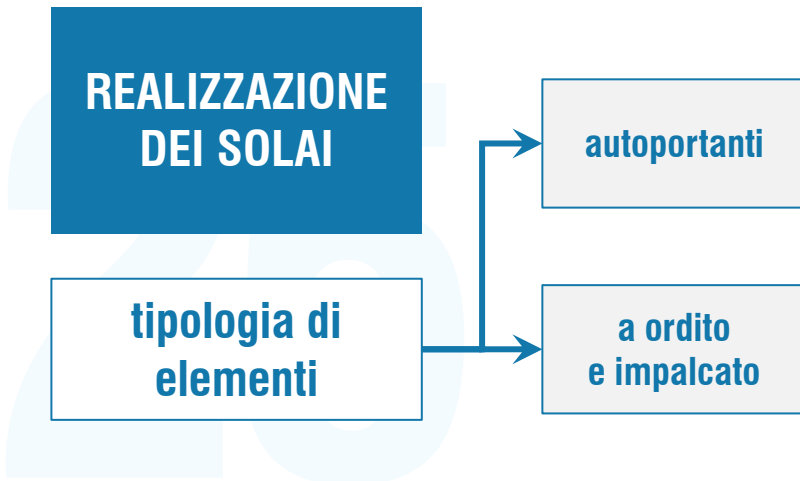 REALIZZAZIONE
DEI SOLAI
tipologia di
elementi
autoportanti
a ordito
e impalcato